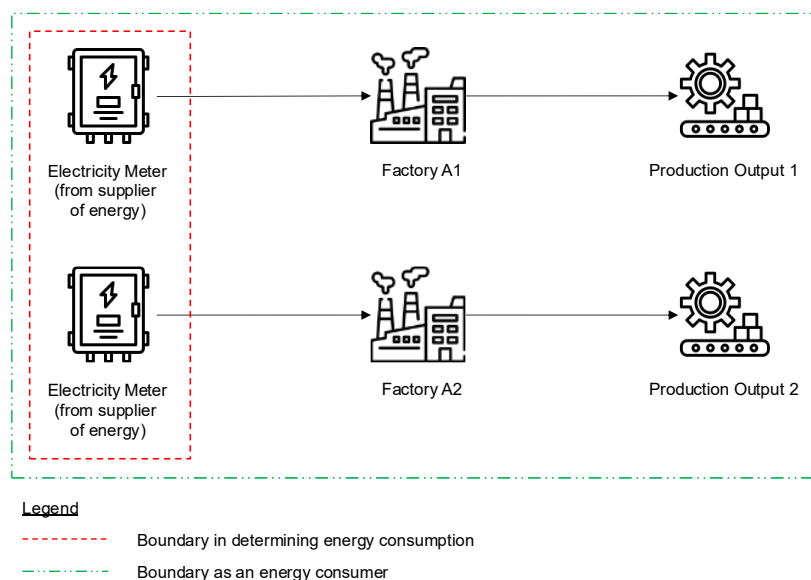 Electricity Meter
(from supplier
of energy)
Factory A1
Production Output 1
Electricity Meter
(from supplier
of energy)
Factory A2
Production Output 2
Legend
Boundary in determining energy consumption
Boundary as an energy consumer